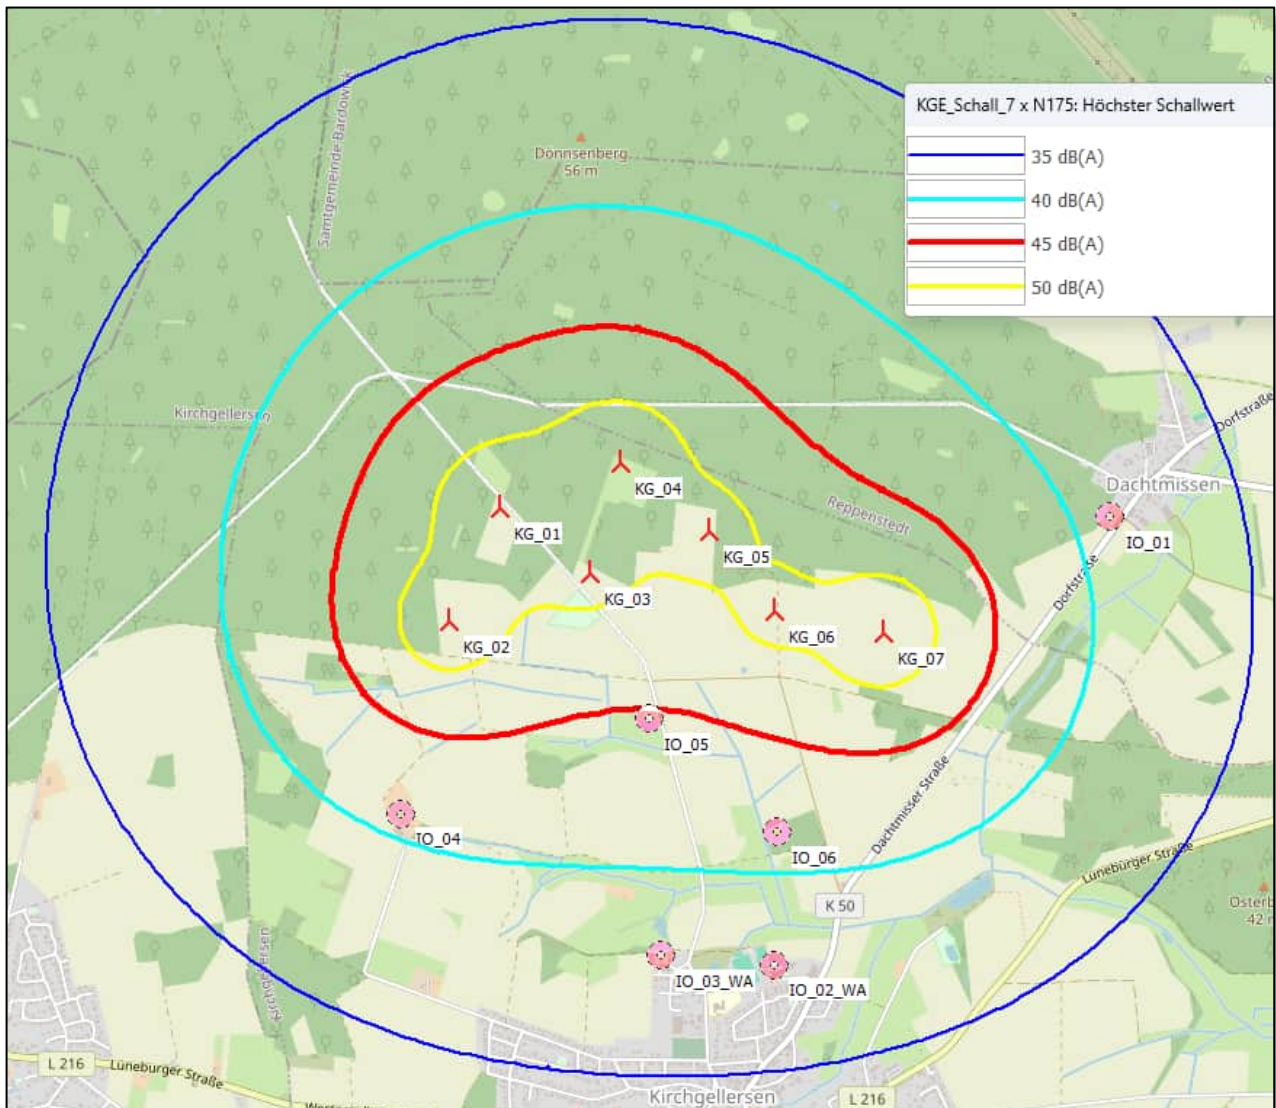 KGE_Schall_7 x N175: Höchster Schallwert
35 dB(A)
40 dB(A)
45 dB(A)
50 dB(A)
Samtgemeinde Bardowick
Dönnsenberg
56 m
Kirchgellersen
Dorfstraße
Dachtmissen
KG_04
Reppenstedt
KG_01
IO_01
KG_05
Dorfstraße
KG_03
KG_06
KG_02
KG_07
IO_05
Dachtmisser Straße
IO_04
IO_06
Lüneburger Straße
K 50
42
Kirchgellersen
IO_03_WA
IO_02_WA
L 216
Lüneburger Straße
Kirchgellersen
L 216